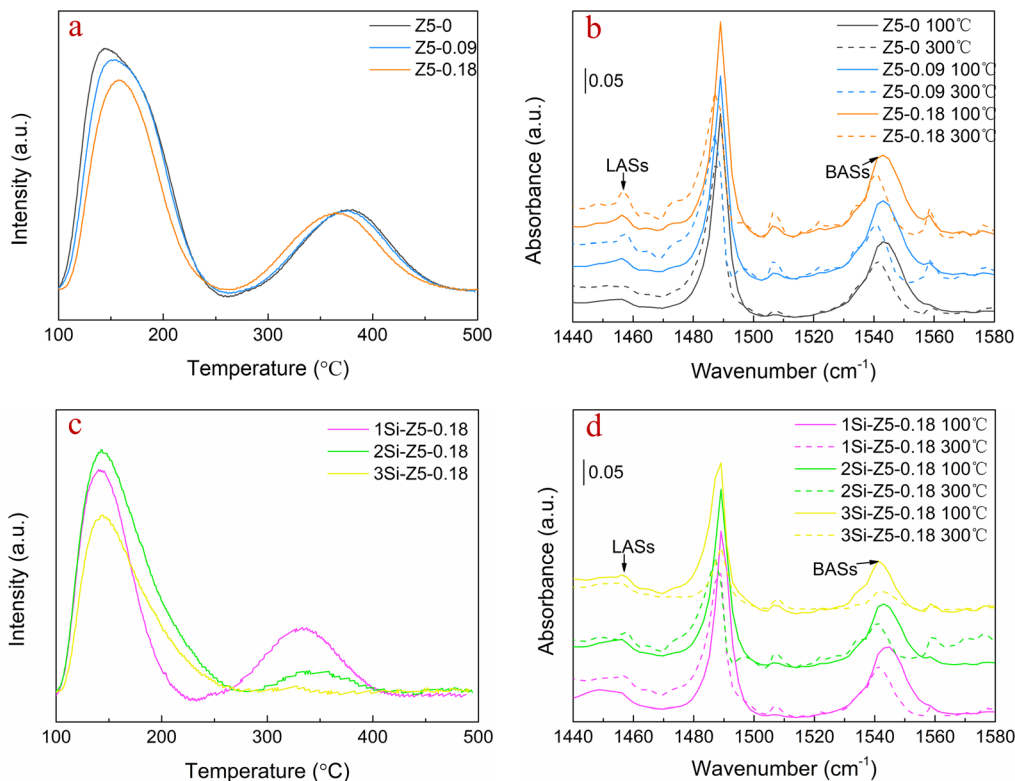 a
Z5-0
Z5-0.09
Z5-0.18
Intensity (a.u.)
100 200 300 400 500
Temperature (°C)
b
0.05
Z5-0 100℃
Z5-0 300℃
Z5-0.09 100℃
Z5-0.09 300℃
Z5-0.18 100℃
Z5-0.18 300℃
LASs
BASs
Absorbance (a.u.)
1440 1460 1480 1500 1520 1540 1560 1580
Wavenumber (cm⁻¹)
c
1Si-Z5-0.18
2Si-Z5-0.18
3Si-Z5-0.18
Intensity (a.u.)
100 200 300 400 500
Temperature (°C)
d
0.05
1Si-Z5-0.18 100℃
1Si-Z5-0.18 300℃
2Si-Z5-0.18 100℃
2Si-Z5-0.18 300℃
3Si-Z5-0.18 100℃
3Si-Z5-0.18 300℃
LASs
BASs
Absorbance (a.u.)
1440 1460 1480 1500 1520 1540 1560 1580
Wavenumber (cm⁻¹)